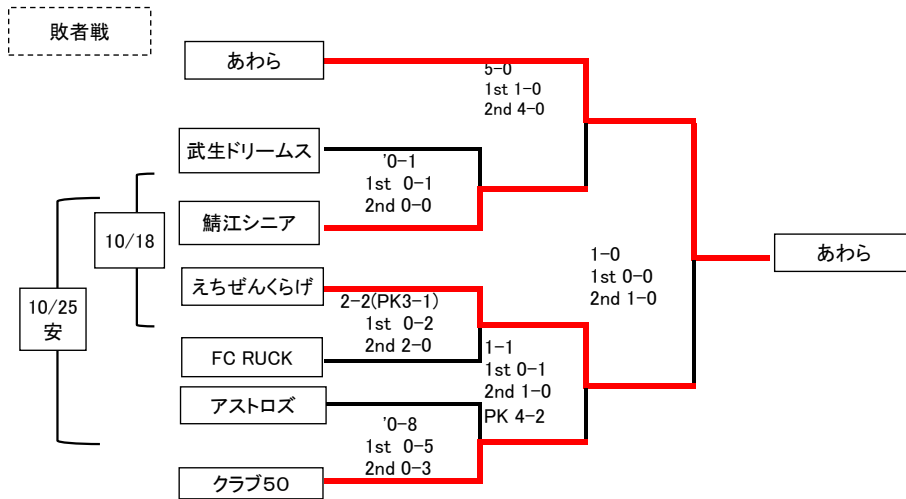 敗者戦
あわら
5-0
1st 1-0
2nd 4-0
武生ドリームス
'0-1
1st 0-1
2nd 0-0
鯖江シニア
10/18
えちぜんくらげ
2-2(PK3-1)
1st 0-2
2nd 2-0
FC RUCK
10/25
安
アストロズ
'0-8
1st 0-5
2nd 0-3
クラブ50
1-1
1st 0-1
2nd 1-0
PK 4-2
1-0
1st 0-0
2nd 1-0
あわら